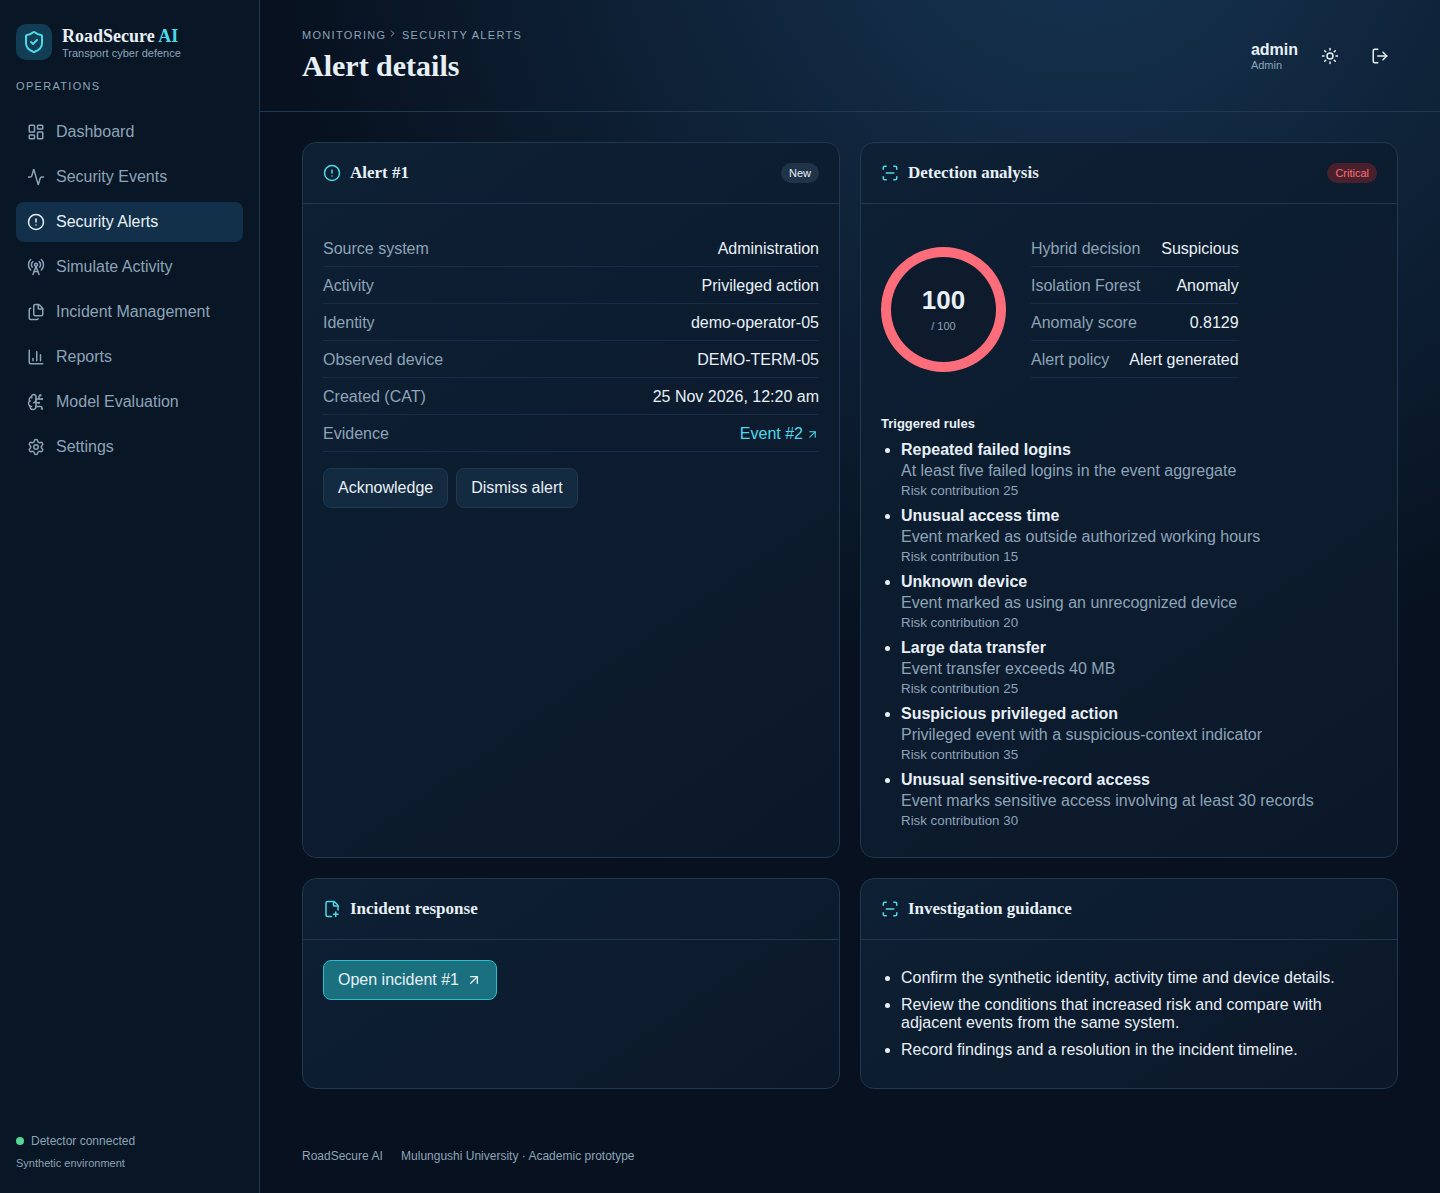 RoadSecure AI
Transport cyber defence
OPERATIONS
Dashboard
Security Events
Security Alerts
Simulate Activity
Incident Management
Reports
Model Evaluation
Settings
Detector connected
Synthetic environment
MONITORING > SECURITY ALERTS
Alert details
admin
Admin
Alert #1
New
Source system Administration
Activity Privileged action
Identity demo-operator-05
Observed device DEMO-TERM-05
Created (CAT) 25 Nov 2026, 12:20 am
Evidence Event #2
Acknowledge Dismiss alert
Detection analysis
Critical
100
/ 100
Hybrid decision Suspicious
Isolation Forest Anomaly
Anomaly score 0.8129
Alert policy Alert generated
Triggered rules
Repeated failed logins
At least five failed logins in the event aggregate
Risk contribution 25
Unusual access time
Event marked as outside authorized working hours
Risk contribution 15
Unknown device
Event marked as using an unrecognized device
Risk contribution 20
Large data transfer
Event transfer exceeds 40 MB
Risk contribution 25
Suspicious privileged action
Privileged event with a suspicious-context indicator
Risk contribution 35
Unusual sensitive-record access
Event marks sensitive access involving at least 30 records
Risk contribution 30
Incident response
Open incident #1
Investigation guidance
Confirm the synthetic identity, activity time and device details.
Review the conditions that increased risk and compare with
adjacent events from the same system.
Record findings and a resolution in the incident timeline.
RoadSecure AI Mulungushi University · Academic prototype